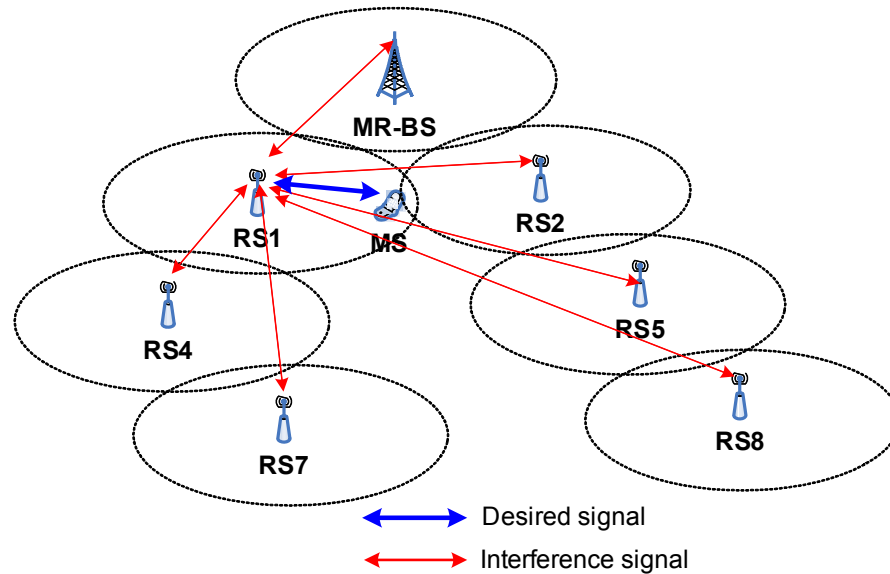 MR-BS
RS1
MS
RS2
RS4
RS5
RS7
RS8
Desired signal
Interference signal